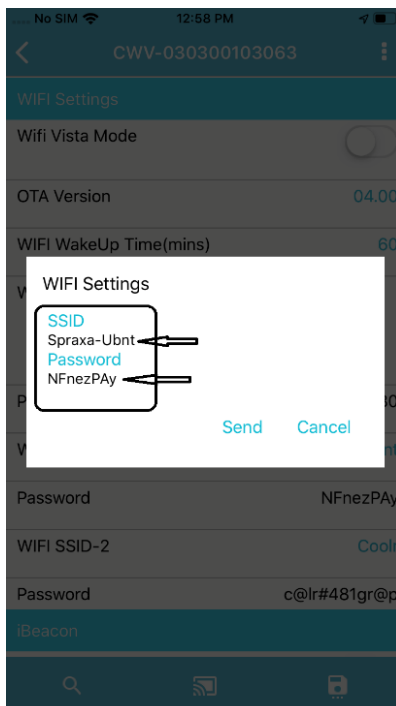 No SIM 12:58 PM
CWV-030300103063
WIFI Settings
Wifi Vista Mode
OTA Version 04.00
WIFI WakeUp Time(mins) 60
WIFI Settings
SSID
Spraxa-Ubnt
Password
NFnezPAy
Send Cancel
Password NFnezPAy
WIFI SSID-2 Coolr
Password c@lr#481gr@p
iBeacon